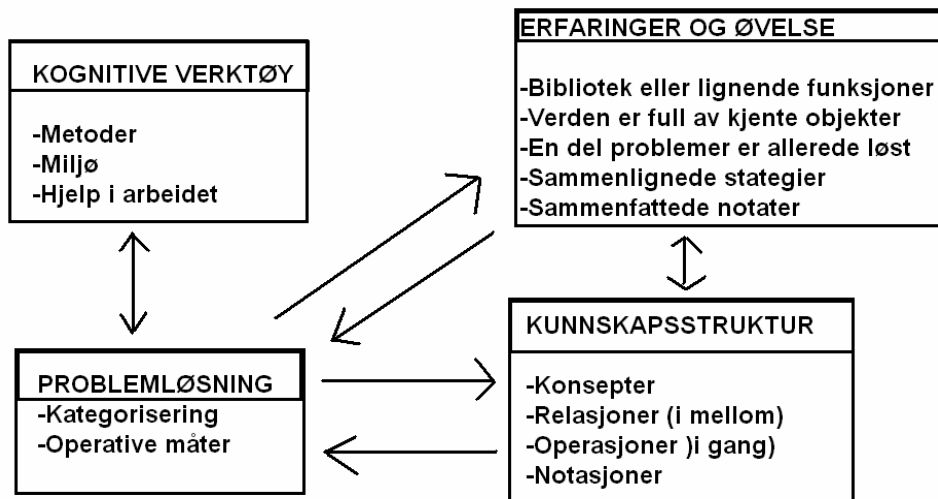 KOGNITIVE VERKTØY
-Metoder
-Miljø
-Hjelp i arbeidet
ERFARINGER OG ØVELSE
-Bibliotek eller lignende funksjoner
-Verden er full av kjente objekter
-En del problemer er allerede løst
-Sammenlignede stategier
-Sammenfattede notater
PROBLEMLØSNING
-Kategorisering
-Operative måter
KUNNSKAPSSTRUKTUR
-Konsepter
-Relasjoner (i mellom)
-Operasjoner )i gang)
-Notasjoner